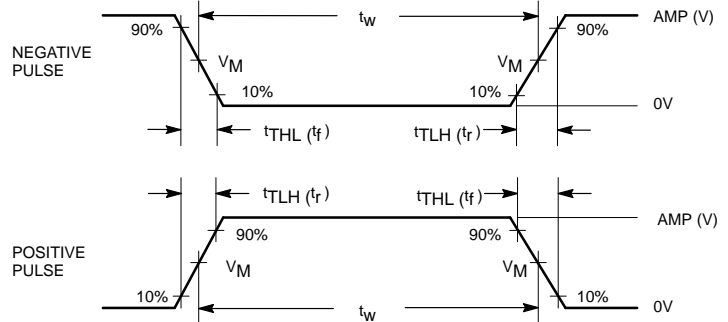 tw
AMP (V)
90%
90%
NEGATIVE
PULSE
VM
VM
10%
10%
0V
tTHL (tf)
tTLH (tr)
tTLH (tr)
tTHL (tf)
AMP (V)
90%
90%
POSITIVE
PULSE
VM
VM
10%
10%
tw
0V